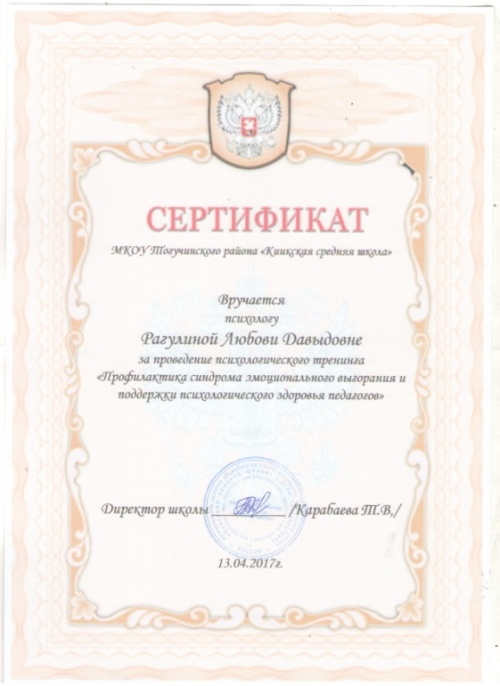 СЕРТИФИКАТ
МКОУ Тогучинского района «Киикская средняя школа»
Вручается
психологу
Рагулиной Любови Давыдовне
за проведение психологического тренинга
«Профилактика синдрома эмоционального выгорания и
поддержки психологического здоровья педагогов»
Директор школы ___________ /Карабаева Т.В,/
13.04.2017г.